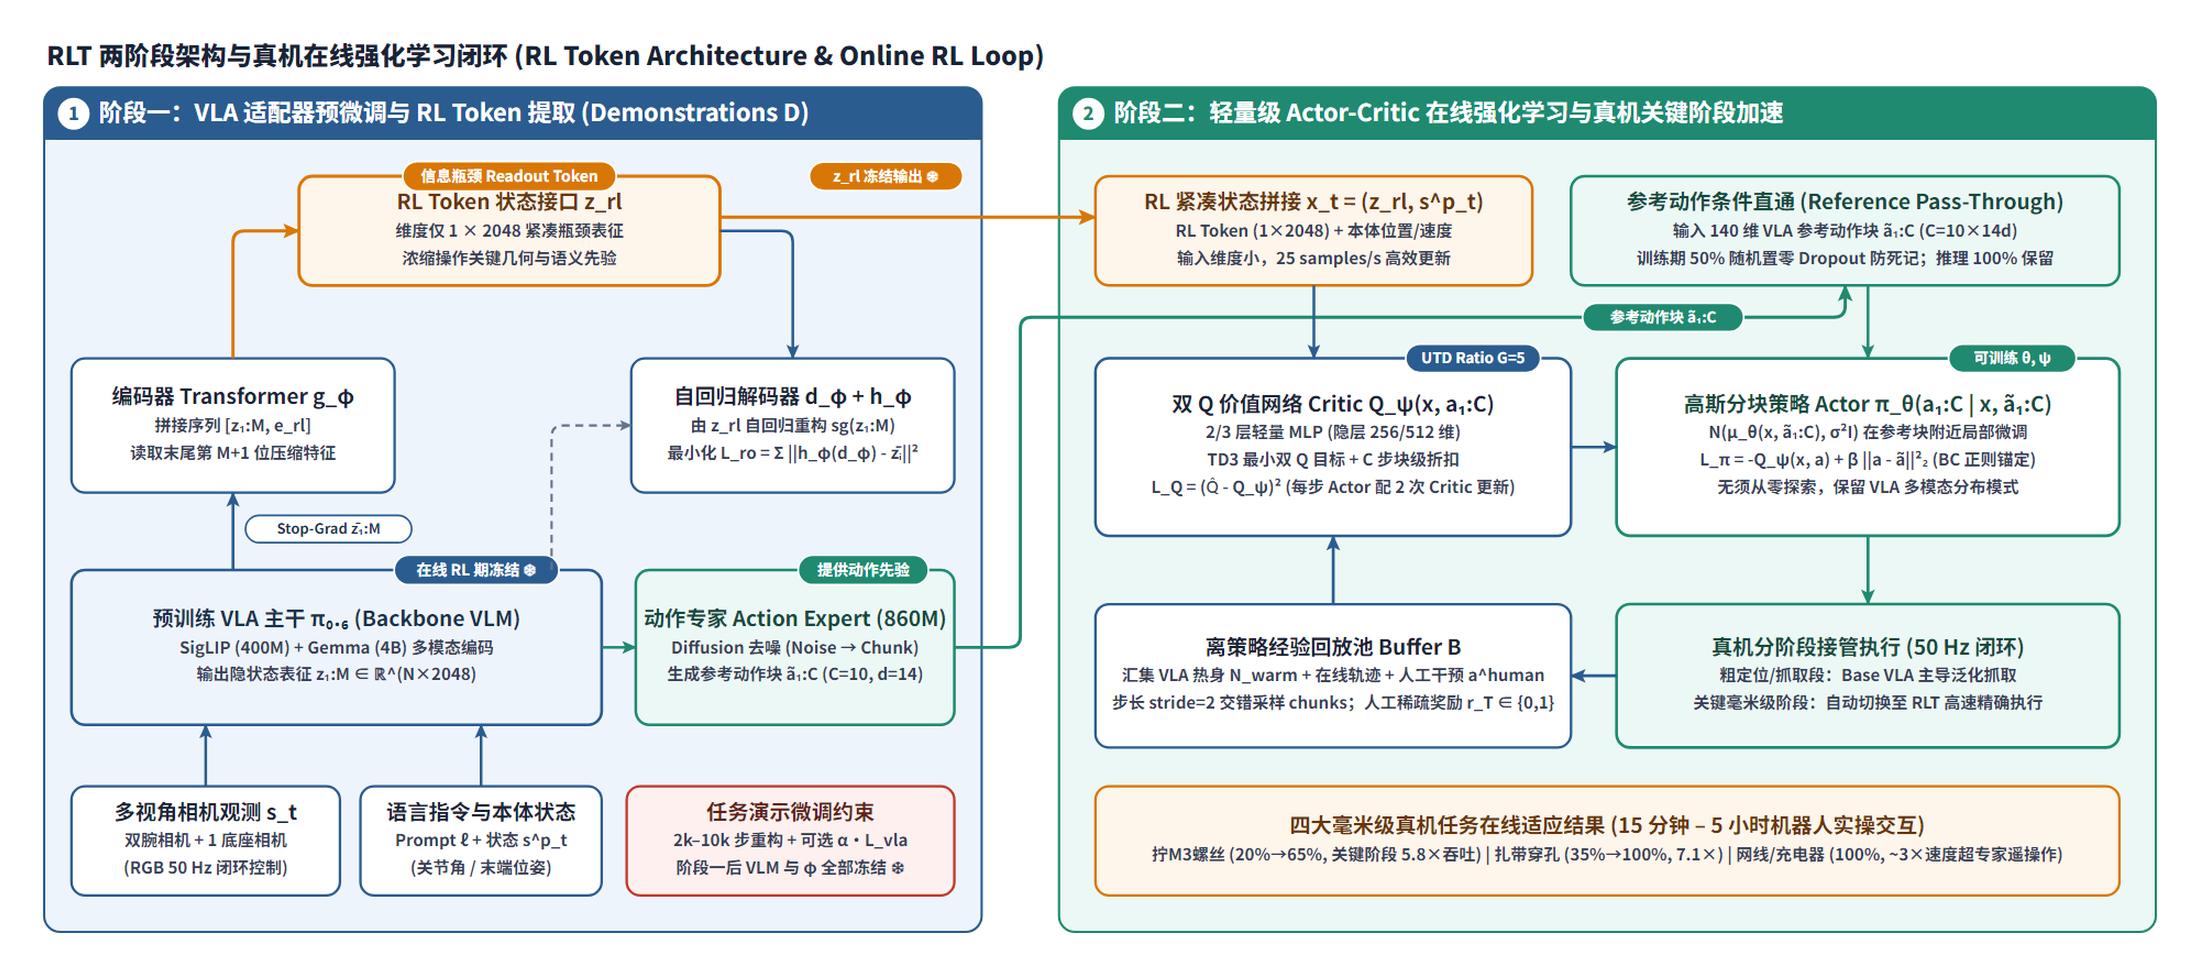 RLT 两阶段架构与真机在线强化学习闭环 (RL Token Architecture & Online RL Loop)
1 阶段一：VLA 适配器预微调与 RL Token 提取 (Demonstrations D)
信息瓶颈 Readout Token
z_rl 冻结输出 ❄
RL Token 状态接口 z_rl
维度仅 1 × 2048 紧凑瓶颈表征
浓缩操作关键几何与语义先验
编码器 Transformer g_ϕ
拼接序列 [z₁:M, e_rl]
读取末尾第 M+1 位压缩特征
自回归解码器 d_ϕ + h_ϕ
由 z_rl 自回归重构 sg(z₁:M)
最小化 L_ro = Σ ||h_ϕ(d_ϕ) - z̄ᵢ||²
Stop-Grad z̄₁:M
在线 RL 期冻结 ❄
提供动作先验
预训练 VLA 主干 π₀.₆ (Backbone VLM)
SigLIP (400M) + Gemma (4B) 多模态编码
输出隐状态表征 z₁:M ∈ ℝ^(N×2048)
动作专家 Action Expert (860M)
Diffusion 去噪 (Noise → Chunk)
生成参考动作块 ã₁:C (C=10, d=14)
多视角相机观测 s_t
双腕相机 + 1 底座相机
(RGB 50 Hz 闭环控制)
语言指令与本体状态
Prompt ℓ + 状态 s^p_t
(关节角 / 末端位姿)
任务演示微调约束
2k–10k 步重构 + 可选 α · L_vla
阶段一后 VLM 与 φ 全部冻结 ❄
2 阶段二：轻量级 Actor-Critic 在线强化学习与真机关键阶段加速
RL 紧凑状态拼接 x_t = (z_rl, s^p_t)
RL Token (1×2048) + 本体位置/速度
输入维度小，25 samples/s 高效更新
参考动作条件直通 (Reference Pass-Through)
输入 140 维 VLA 参考动作块 ã₁:C (C=10×14d)
训练期 50% 随机置零 Dropout 防死记；推理 100% 保留
参考动作块 ã₁:C
UTD Ratio G=5
可训练 θ, ψ
双 Q 价值网络 Critic Q_ψ(x, a₁:C)
2/3 层轻量 MLP (隐层 256/512 维)
TD3 最小双 Q 目标 + C 步块级折扣
L_Q = (Q̂ - Q_ψ)² (每步 Actor 配 2 次 Critic 更新)
高斯分块策略 Actor π_θ(a₁:C | x, ã₁:C)
N(μ_θ(x, ã₁:C), σ²I) 在参考块附近局部微调
L_π = -Q_ψ(x, a) + β ||a - ã||²₂ (BC 正则锚定)
无须从零探索，保留 VLA 多模态分布模式
离策略经验回放池 Buffer B
汇集 VLA 热身 N_warm + 在线轨迹 + 人工干预 a^human
步长 stride=2 交错采样 chunks；人工稀疏奖励 r_T ∈ {0,1}
真机分阶段接管执行 (50 Hz 闭环)
粗定位/抓取段：Base VLA 主导泛化抓取
关键毫米级阶段：自动切换至 RLT 高速精确执行
四大毫米级真机任务在线适应结果 (15 分钟 – 5 小时机器人实操交互)
拧M3螺丝 (20%→65%, 关键阶段 5.8×吞吐) | 扎带穿孔 (35%→100%, 7.1×) | 网线/充电器 (100%, ~3×速度超专家遥操作)